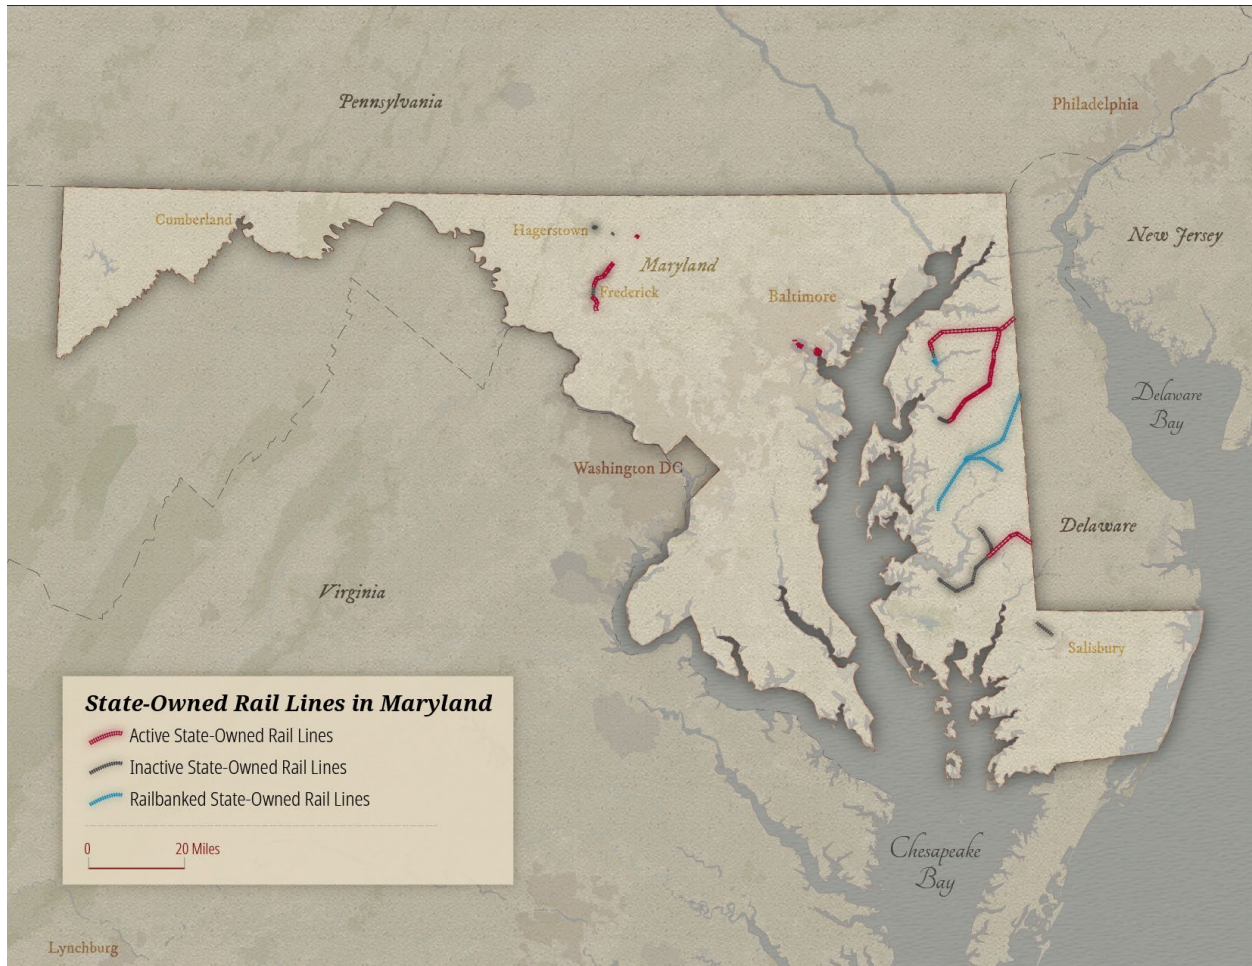 Pennsylvania
Philadelphia
Cumberland
Hagerstown
New Jersey
Maryland
Frederick
Baltimore
Delaware
Bay
Washington DC
Delaware
Virginia
Salisbury
State-Owned Rail Lines in Maryland
Active State-Owned Rail Lines
Inactive State-Owned Rail Lines
Railbanked State-Owned Rail Lines
0 20 Miles
Chesapeake
Bay
Lynchburg